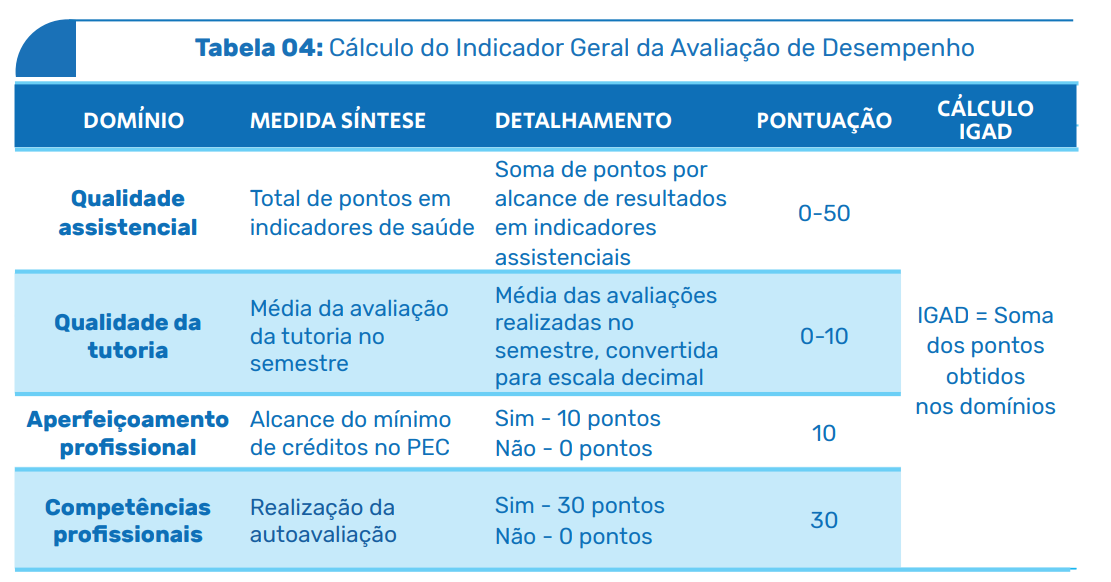 Tabela 04: Cálculo do Indicador Geral da Avaliação de Desempenho
DOMÍNIO
MEDIDA SÍNTESE
DETALHAMENTO
PONTUAÇÃO
CÁLCULO
IGAD
Qualidade
assistencial
Total de pontos em
indicadores de saúde
Soma de pontos por
alcance de resultados
em indicadores
assistenciais
0-50
Qualidade da
tutoria
Média da avaliação
da tutoria no
semestre
Média das avaliações
realizadas no
semestre, convertida
para escala decimal
0-10
Aperfeiçoamento
profissional
Alcance do mínimo
de créditos no PEC
Sim - 10 pontos
Não - 0 pontos
10
Competências
profissionais
Realização da
autoavaliação
Sim - 30 pontos
Não - 0 pontos
30
IGAD = Soma
dos pontos
obtidos
nos domínios